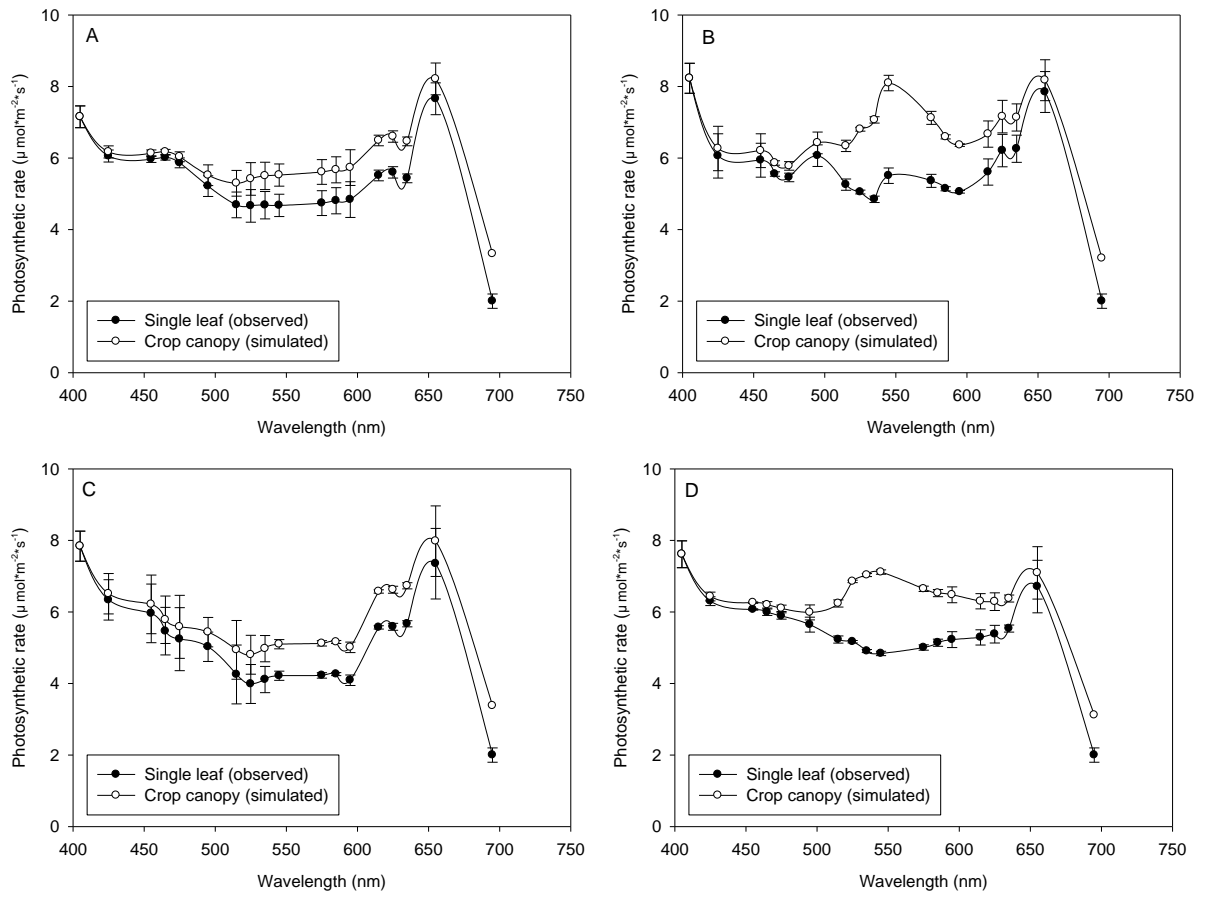 A
Photosynthetic rate (μ mol*m-2*s-1)
10
8
6
4
2
0
Single leaf (observed)
Crop canopy (simulated)
400 450 500 550 600 650 700 750
Wavelength (nm)
B
Photosynthetic rate (μ mol*m-2*s-1)
10
8
6
4
2
0
Single leaf (observed)
Crop canopy (simulated)
400 450 500 550 600 650 700 750
Wavelength (nm)
C
Photosynthetic rate (μ mol*m-2*s-1)
10
8
6
4
2
0
Single leaf (observed)
Crop canopy (simulated)
400 450 500 550 600 650 700 750
Wavelength (nm)
D
Photosynthetic rate (μ mol*m-2*s-1)
10
8
6
4
2
0
Single leaf (observed)
Crop canopy (simulated)
400 450 500 550 600 650 700 750
Wavelength (nm)